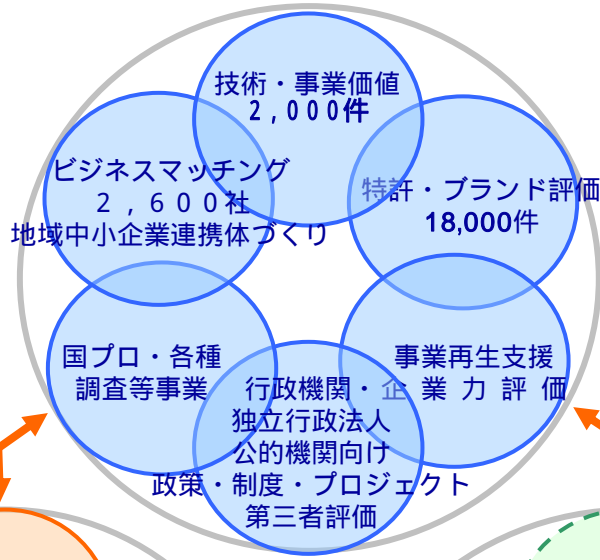 技術・事業価値
2,000件
ビジネスマッチング
2,600社
地域中小企業連携体づくり
特許・ブランド評価
18,000件
国プロ・各種
調査等事業
事業再生支援
企業力評価
行政機関・
独立行政法人
公的機関向け
政策・制度・プロジェクト
第三者評価